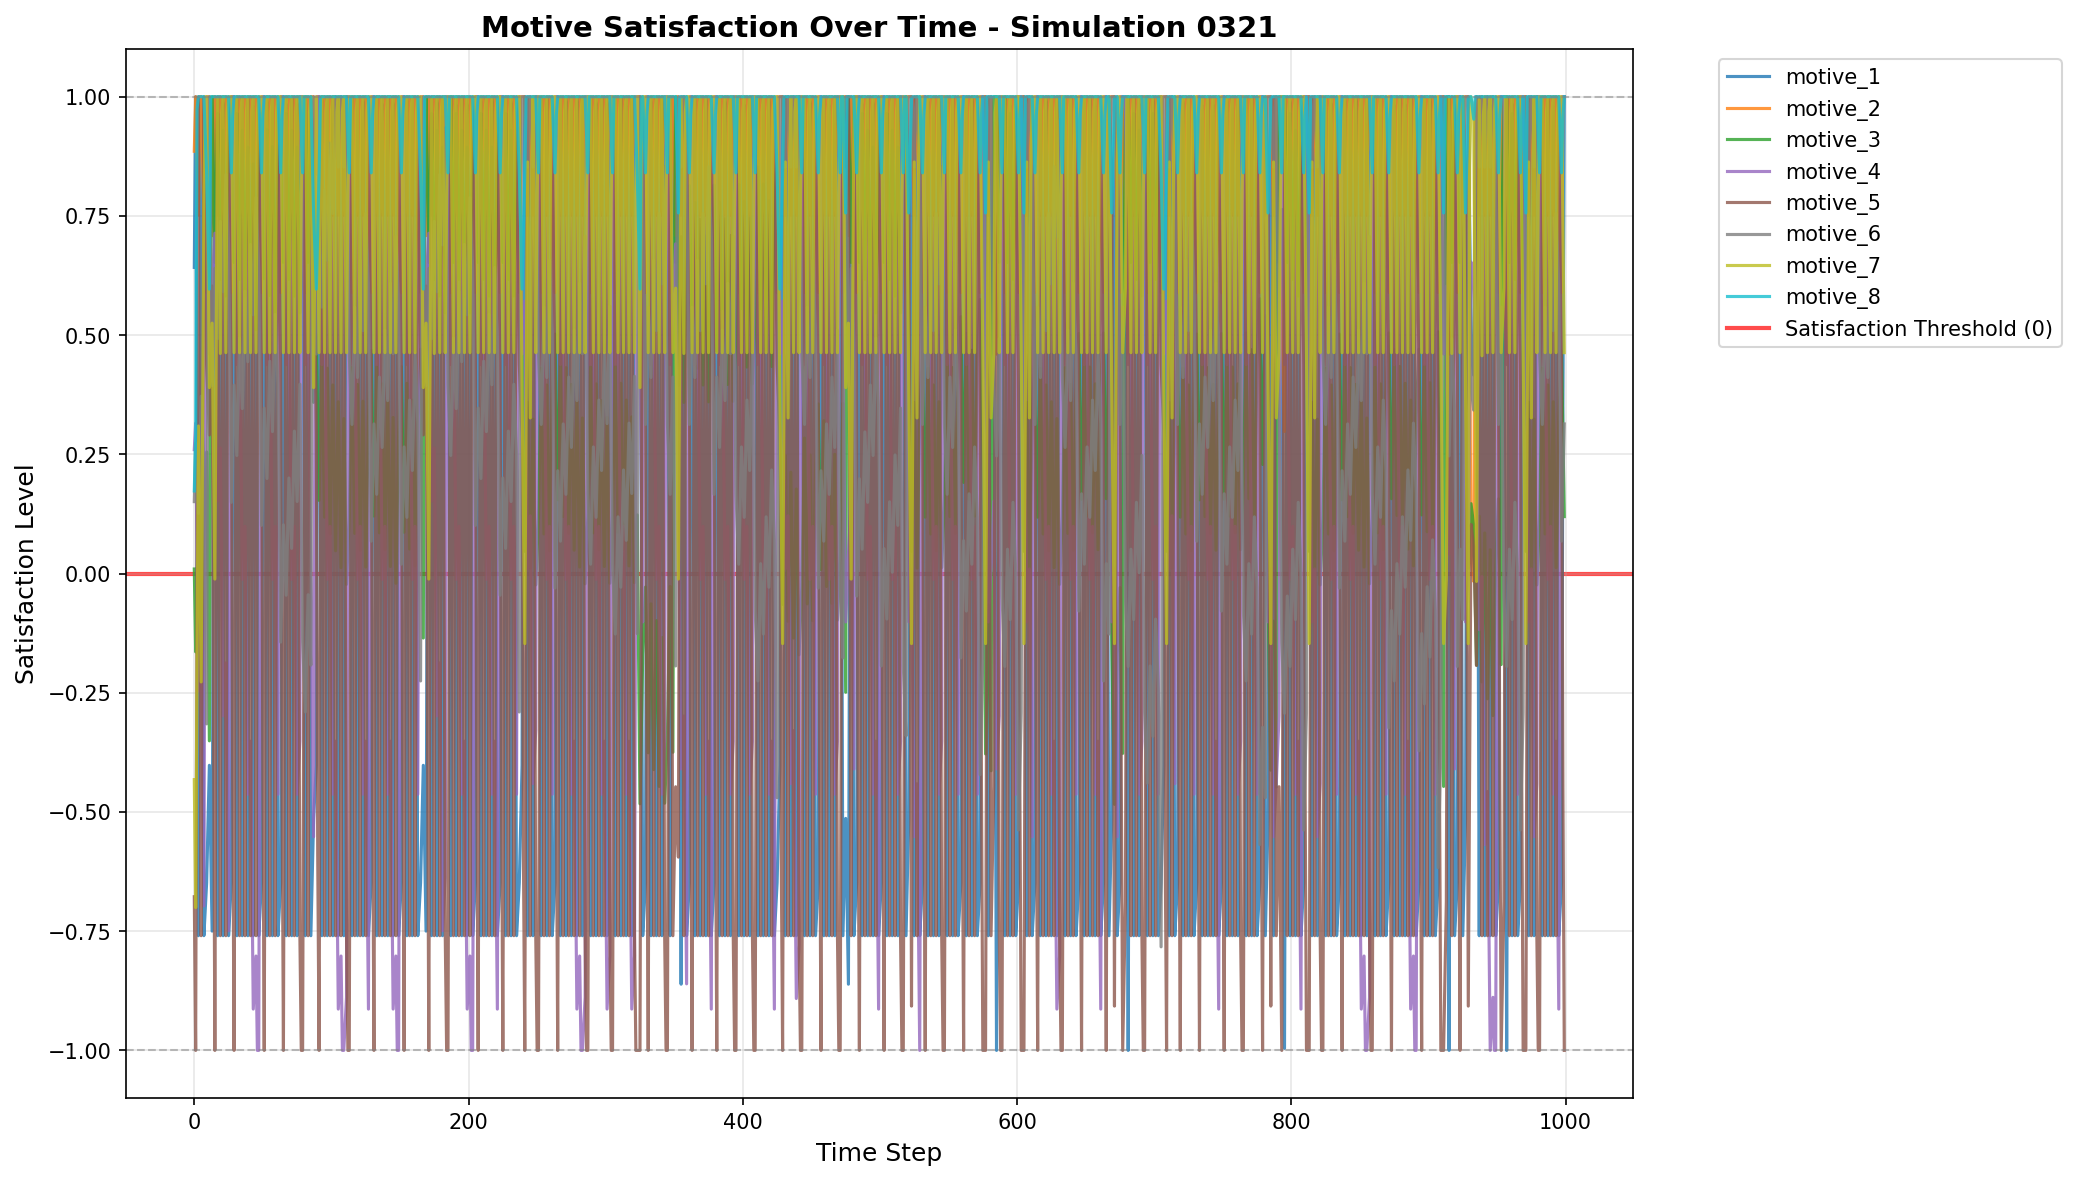 Motive Satisfaction Over Time - Simulation 0321
1.00
0.75
0.50
0.25
0.00
−0.25
−0.50
−0.75
−1.00
Satisfaction Level
0
200
400
600
800
1000
Time Step
motive_1
motive_2
motive_3
motive_4
motive_5
motive_6
motive_7
motive_8
Satisfaction Threshold (0)